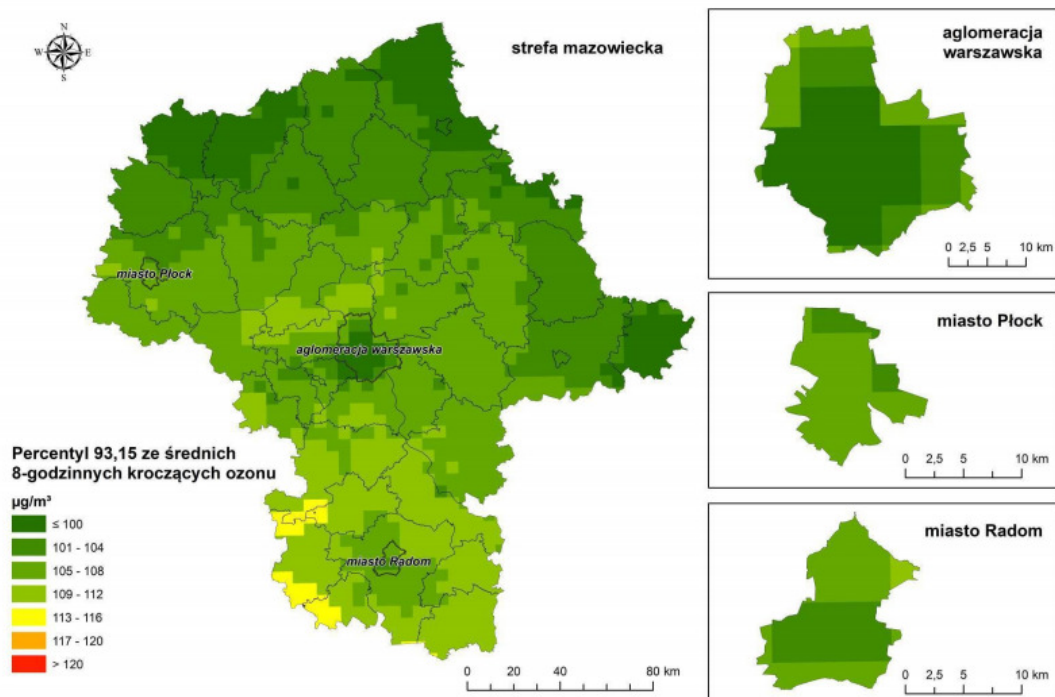 N
W E
S
strefa mazowiecka
miasto Płock
aglomeracja warszawska
miasto Radom
Percentyl 93,15 ze średnich
8-godzinnych kroczących ozonu
µg/m³
≤ 100
101 - 104
105 - 108
109 - 112
113 - 116
117 - 120
> 120
0 20 40 80 km
aglomeracja
warszawska
0 2,5 5 10 km
miasto Płock
0 2,5 5 10 km
miasto Radom
0 2,5 5 10 km